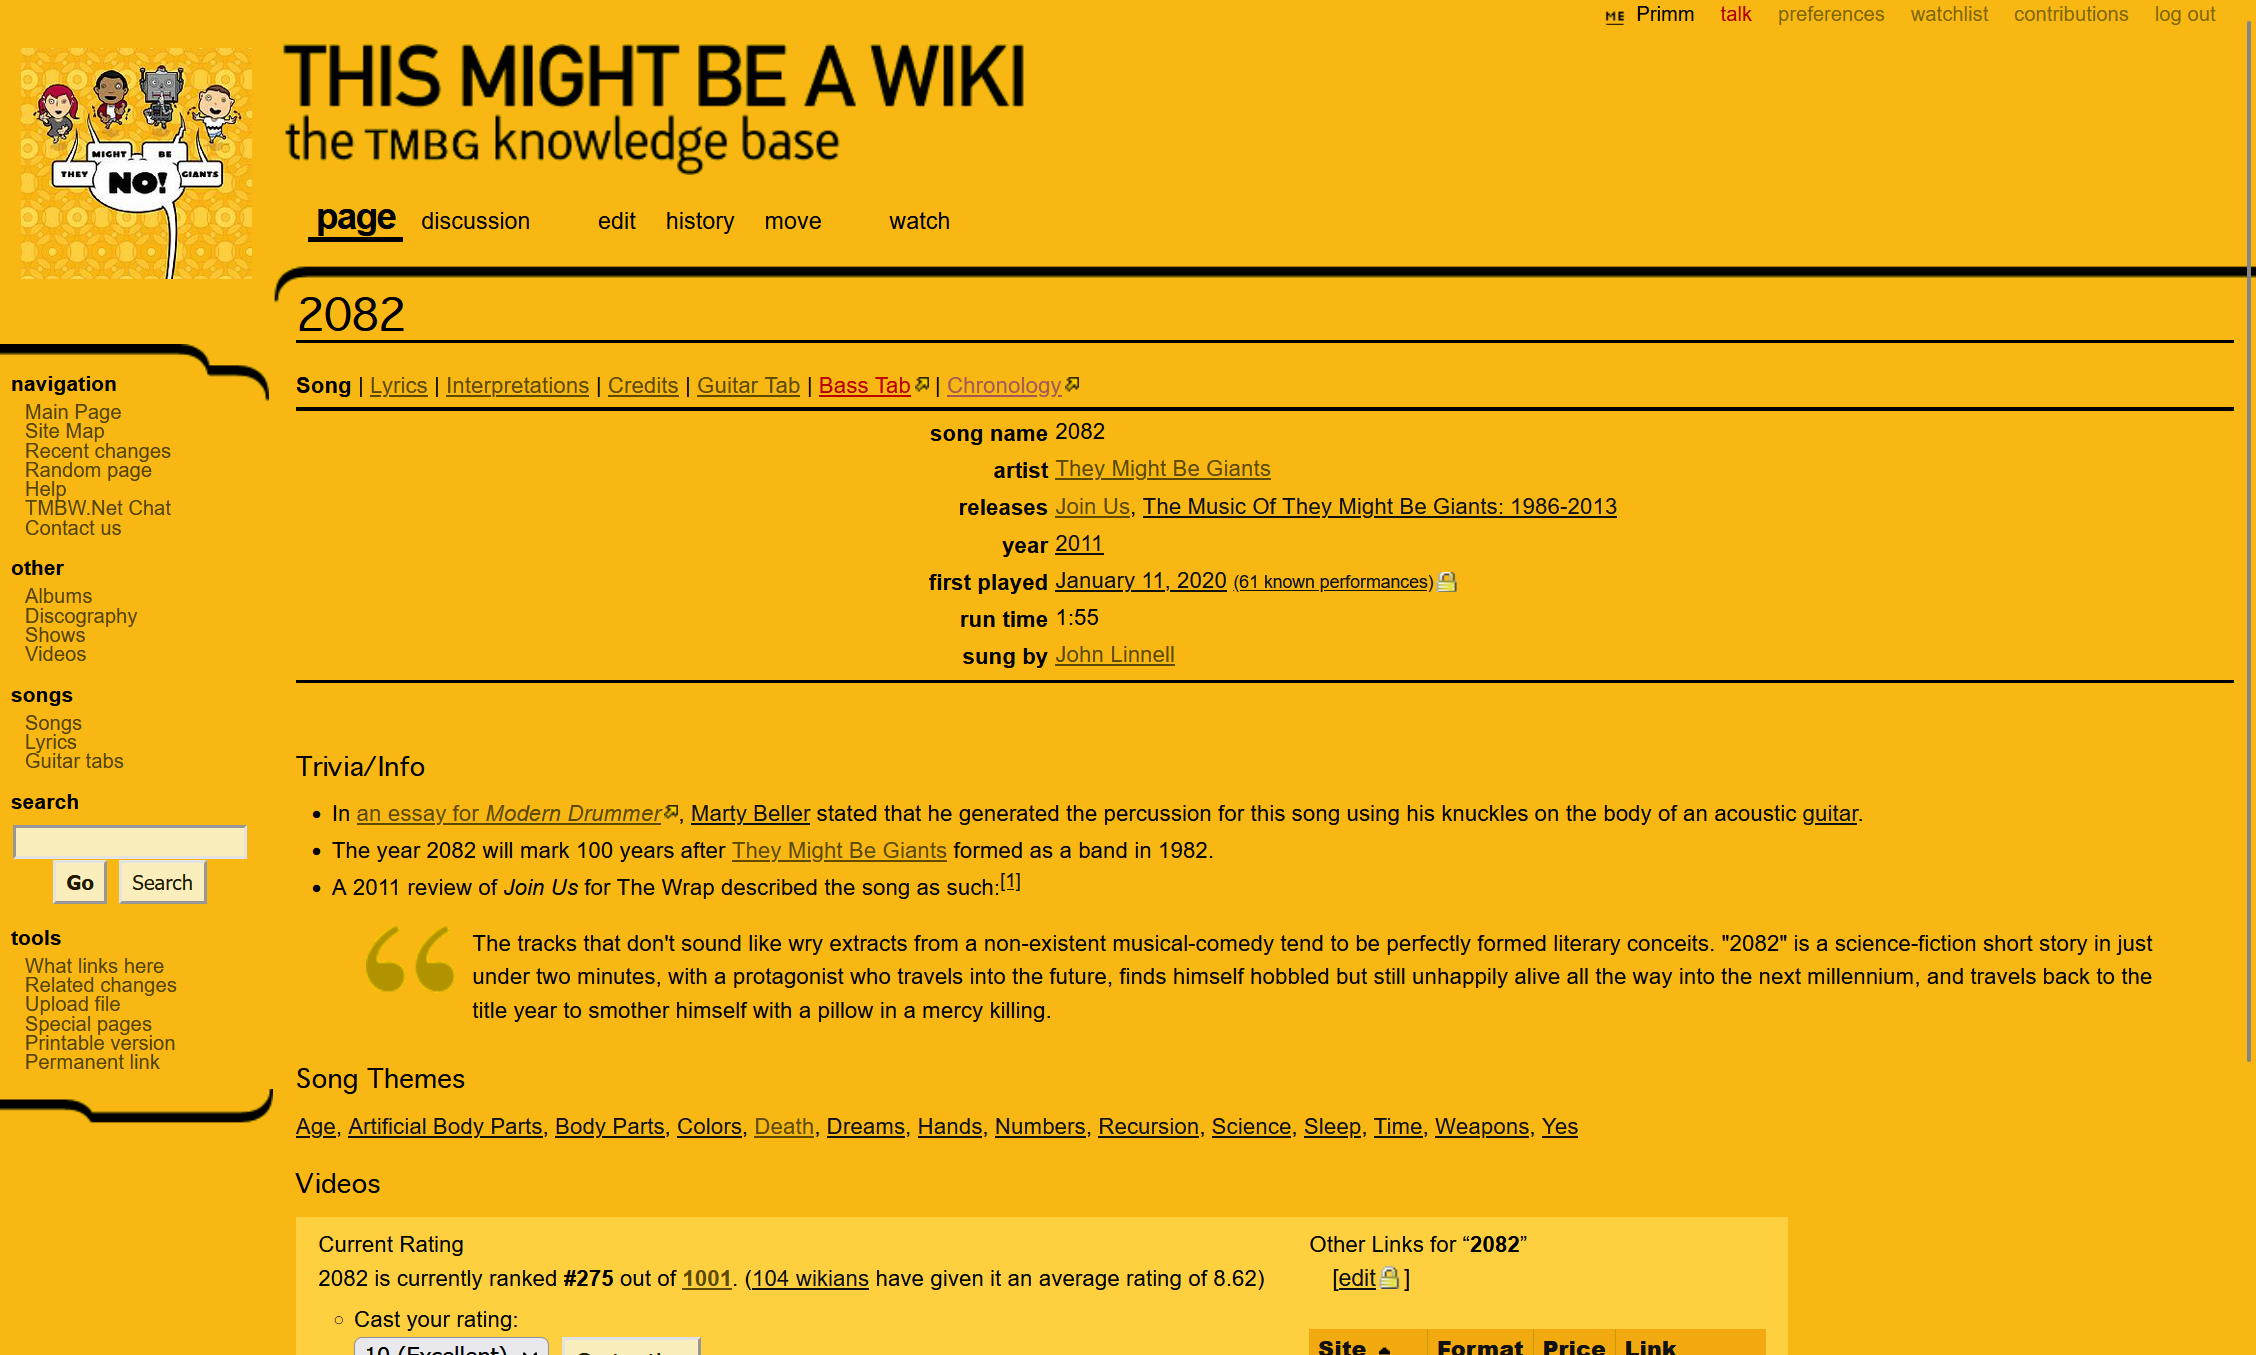 ME Primm talk preferences watchlist contributions log out
THIS MIGHT BE A WIKI
the TMBG knowledge base
THEY MIGHT BE GIANTS
NO!
page discussion edit history move watch
2082
Song | Lyrics | Interpretations | Credits | Guitar Tab | Bass Tab | Chronology
song name 2082
artist They Might Be Giants
releases Join Us, The Music Of They Might Be Giants: 1986-2013
year 2011
first played January 11, 2020 (61 known performances)
run time 1:55
sung by John Linnell
navigation
Main Page
Site Map
Recent changes
Random page
Help
TMBW.Net Chat
Contact us
other
Albums
Discography
Shows
Videos
songs
Songs
Lyrics
Guitar tabs
search
Go Search
tools
What links here
Related changes
Upload file
Special pages
Printable version
Permanent link
Trivia/Info
• In an essay for Modern Drummer, Marty Beller stated that he generated the percussion for this song using his knuckles on the body of an acoustic guitar.
• The year 2082 will mark 100 years after They Might Be Giants formed as a band in 1982.
• A 2011 review of Join Us for The Wrap described the song as such:[1]
“ The tracks that don't sound like wry extracts from a non-existent musical-comedy tend to be perfectly formed literary conceits. "2082" is a science-fiction short story in just
under two minutes, with a protagonist who travels into the future, finds himself hobbled but still unhappily alive all the way into the next millennium, and travels back to the
title year to smother himself with a pillow in a mercy killing.
Song Themes
Age, Artificial Body Parts, Body Parts, Colors, Death, Dreams, Hands, Numbers, Recursion, Science, Sleep, Time, Weapons, Yes
Videos
Current Rating
2082 is currently ranked #275 out of 1001. (104 wikians have given it an average rating of 8.62)
Cast your rating:
10 (Excellent)
Other Links for “2082”
[edit]
Site Format Price Link